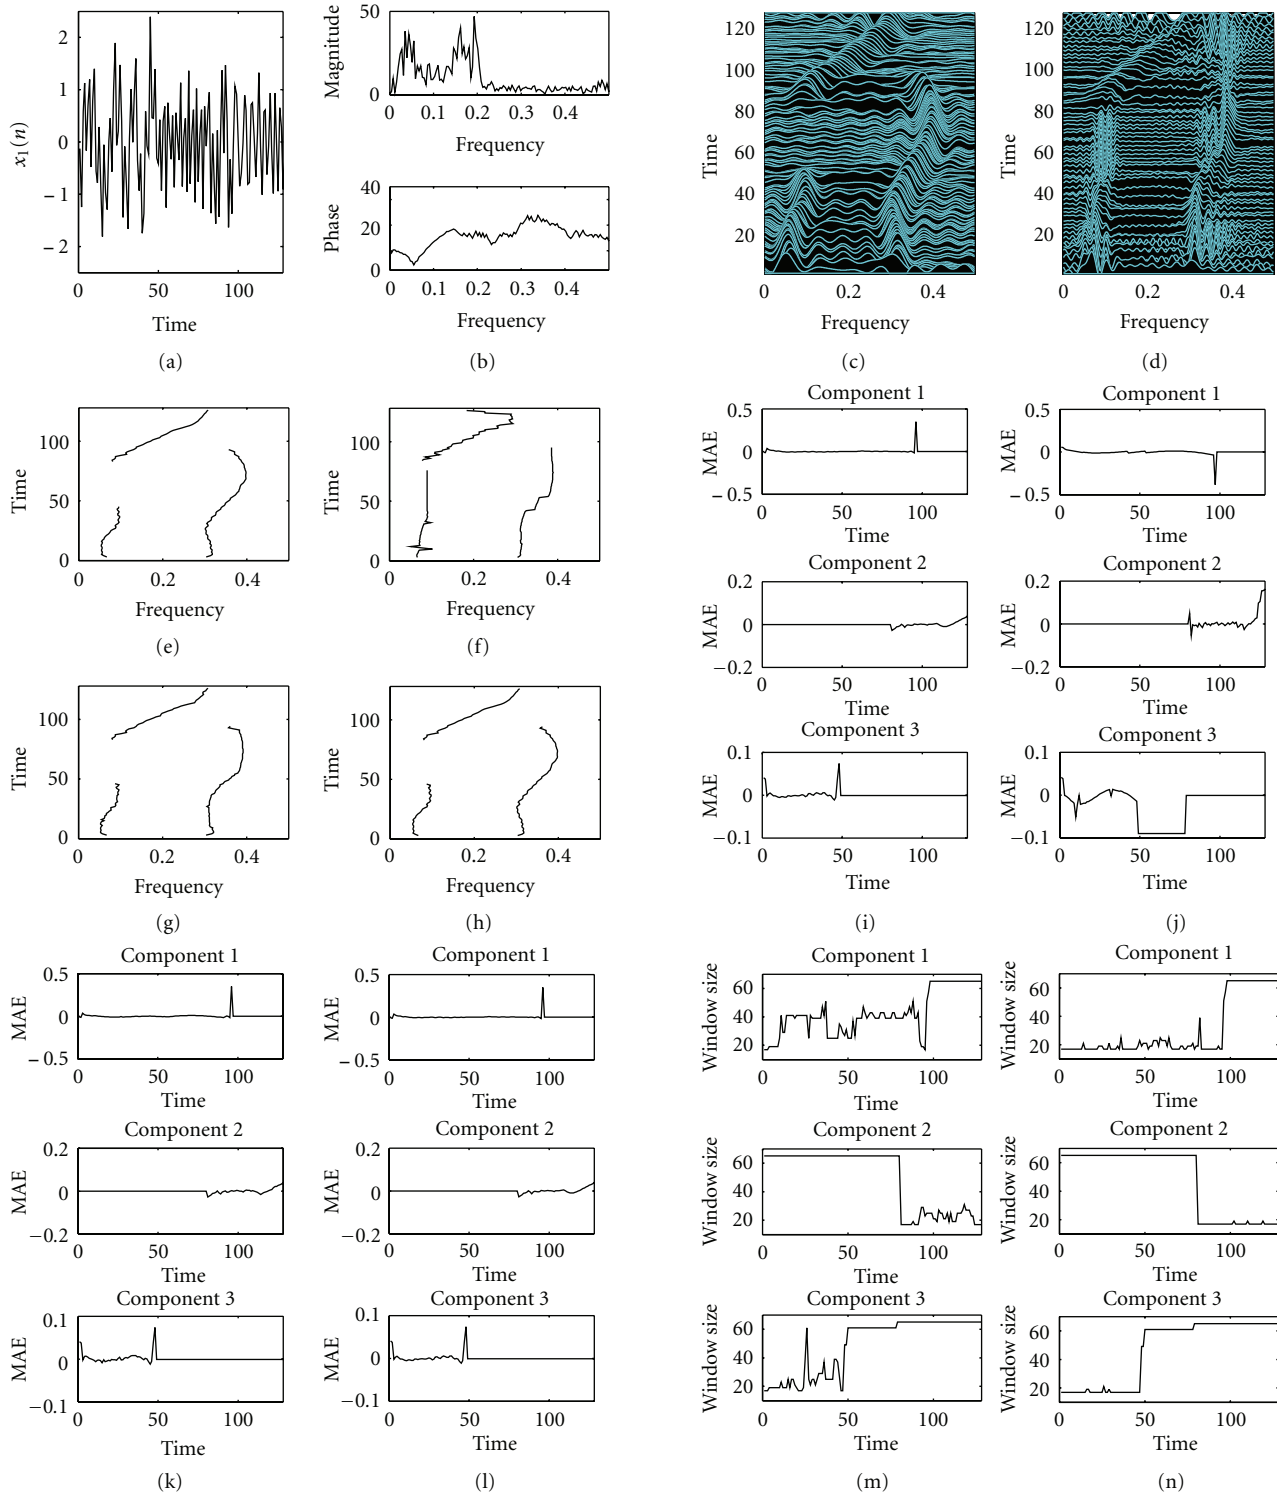 2
1
0
−1
−2
x1(n)
0 50 100
Time
(a)
50
0
Magnitude
0 0.1 0.2 0.3 0.4
Frequency
40
20
0
Phase
0 0.1 0.2 0.3 0.4
Frequency
(b)
120
100
80
60
40
20
Time
0 0.2 0.4
Frequency
(c)
120
100
80
60
40
20
Time
0 0.2 0.4
Frequency
(d)
100
50
0
Time
0 0.2 0.4
Frequency
(e)
100
50
0
Time
0 0.2 0.4
Frequency
(f)
100
50
0
Time
0 0.2 0.4
Frequency
(g)
100
50
0
Time
0 0.2 0.4
Frequency
(h)
Component 1
0.5
0
−0.5
MAE
0 50 100
Time
Component 2
0.2
0
−0.2
MAE
0 50 100
Time
Component 3
0.1
0
−0.1
MAE
0 50 100
Time
(i)
Component 1
0.5
0
−0.5
MAE
0 50 100
Time
Component 2
0.2
0
−0.2
MAE
0 50 100
Time
Component 3
0.1
0
−0.1
MAE
0 50 100
Time
(j)
Component 1
0.5
0
−0.5
MAE
0 50 100
Time
Component 2
0.2
0
−0.2
MAE
0 50 100
Time
Component 3
0.1
0
−0.1
MAE
0 50 100
Time
(k)
Component 1
0.5
0
−0.5
MAE
0 50 100
Time
Component 2
0.2
0
−0.2
MAE
0 50 100
Time
Component 3
0.1
0
−0.1
MAE
0 50 100
Time
(l)
Component 1
60
40
20
Window size
0 50 100
Time
Component 2
60
40
20
Window size
0 50 100
Time
Component 3
60
40
20
Window size
0 50 100
Time
(m)
Component 1
60
40
20
Window size
0 50 100
Time
Component 2
60
40
20
Window size
0 50 100
Time
Component 3
60
40
20
Window size
0 50 100
Time
(n)